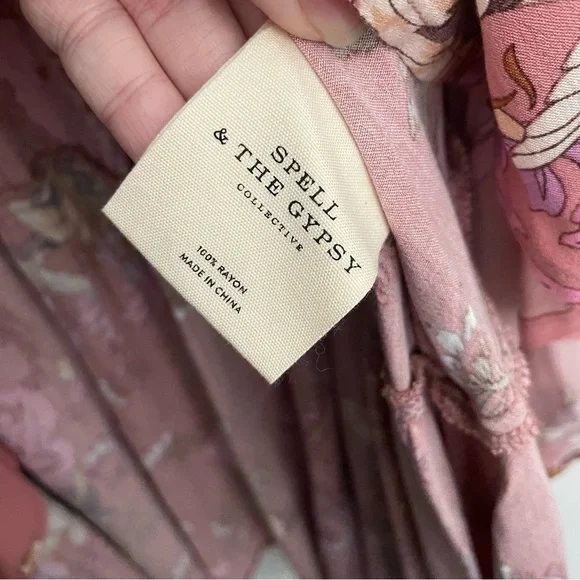 SPELL
& THE GYPSY
COLLECTIVE
100% RAYON
MADE IN CHINA